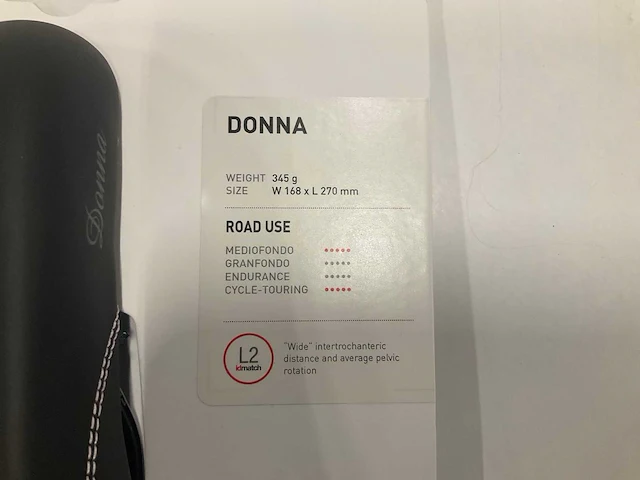 Donna
DONNA
WEIGHT 345 g
SIZE W 168 x L 270 mm
ROAD USE
MEDIOFONDO
GRANFONDO
ENDURANCE
CYCLE-TOURING
L2
idmatch
"Wide" intertrochanteric
distance and average pelvic
rotation